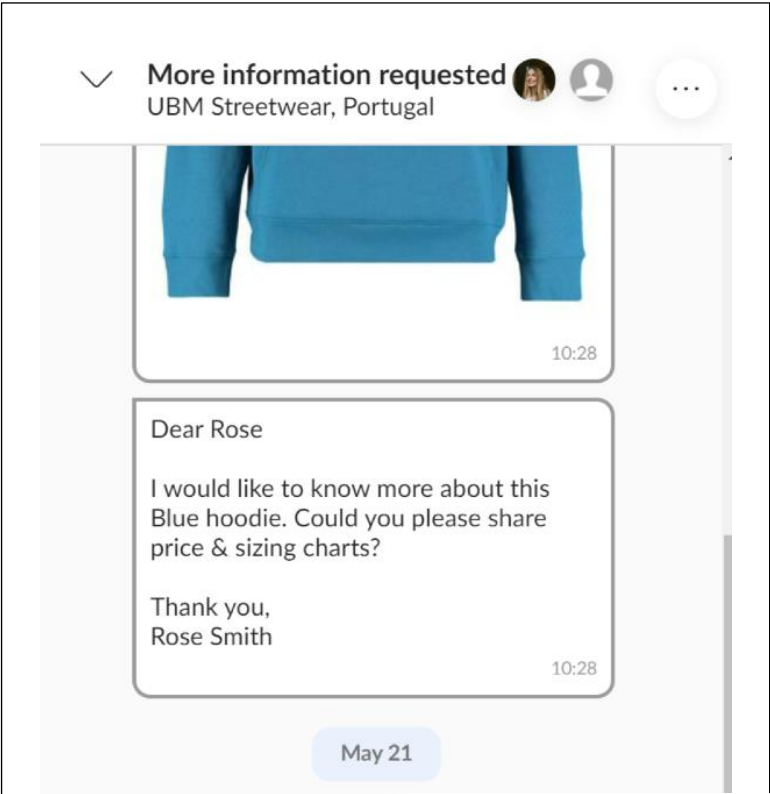 More information requested
UBM Streetwear, Portugal
10:28
Dear Rose
I would like to know more about this
Blue hoodie. Could you please share
price & sizing charts?
Thank you,
Rose Smith
10:28
May 21